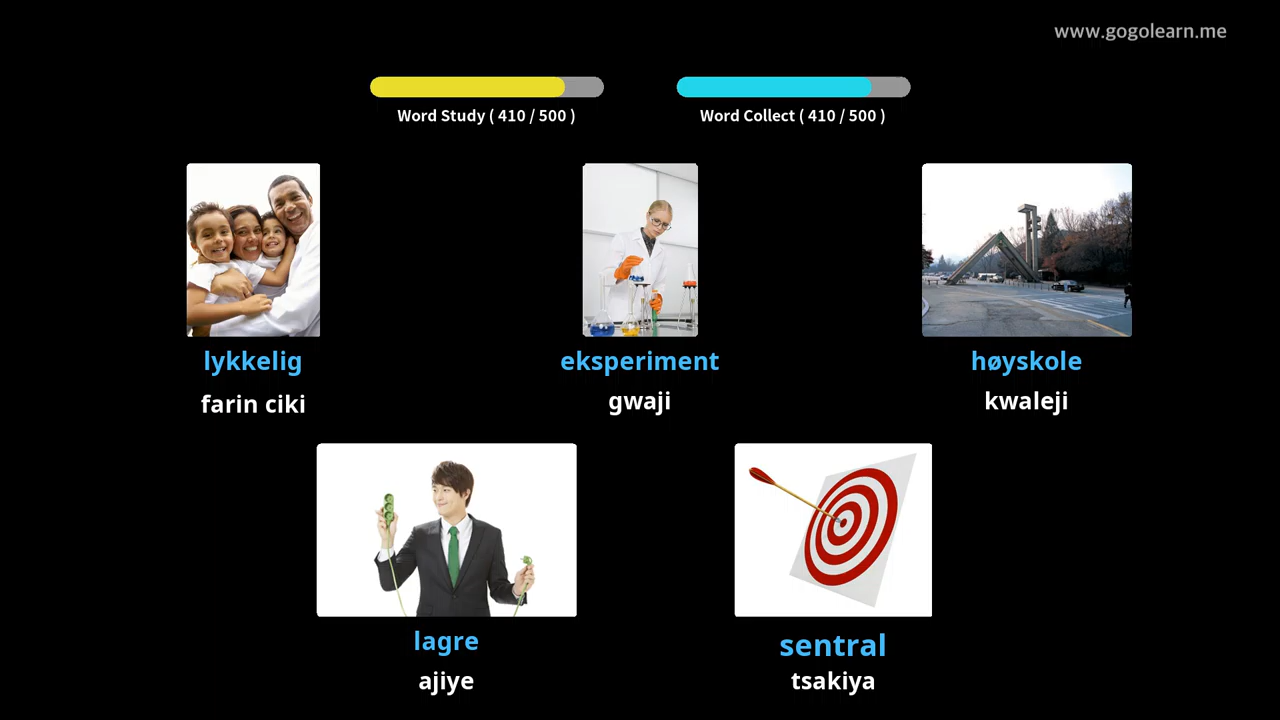 www.gogolearn.me
Word Study ( 410 / 500 )
Word Collect ( 410 / 500 )
lykkelig
farin ciki
eksperiment
gwaji
høyskole
kwaleji
lagre
ajiye
sentral
tsakiya